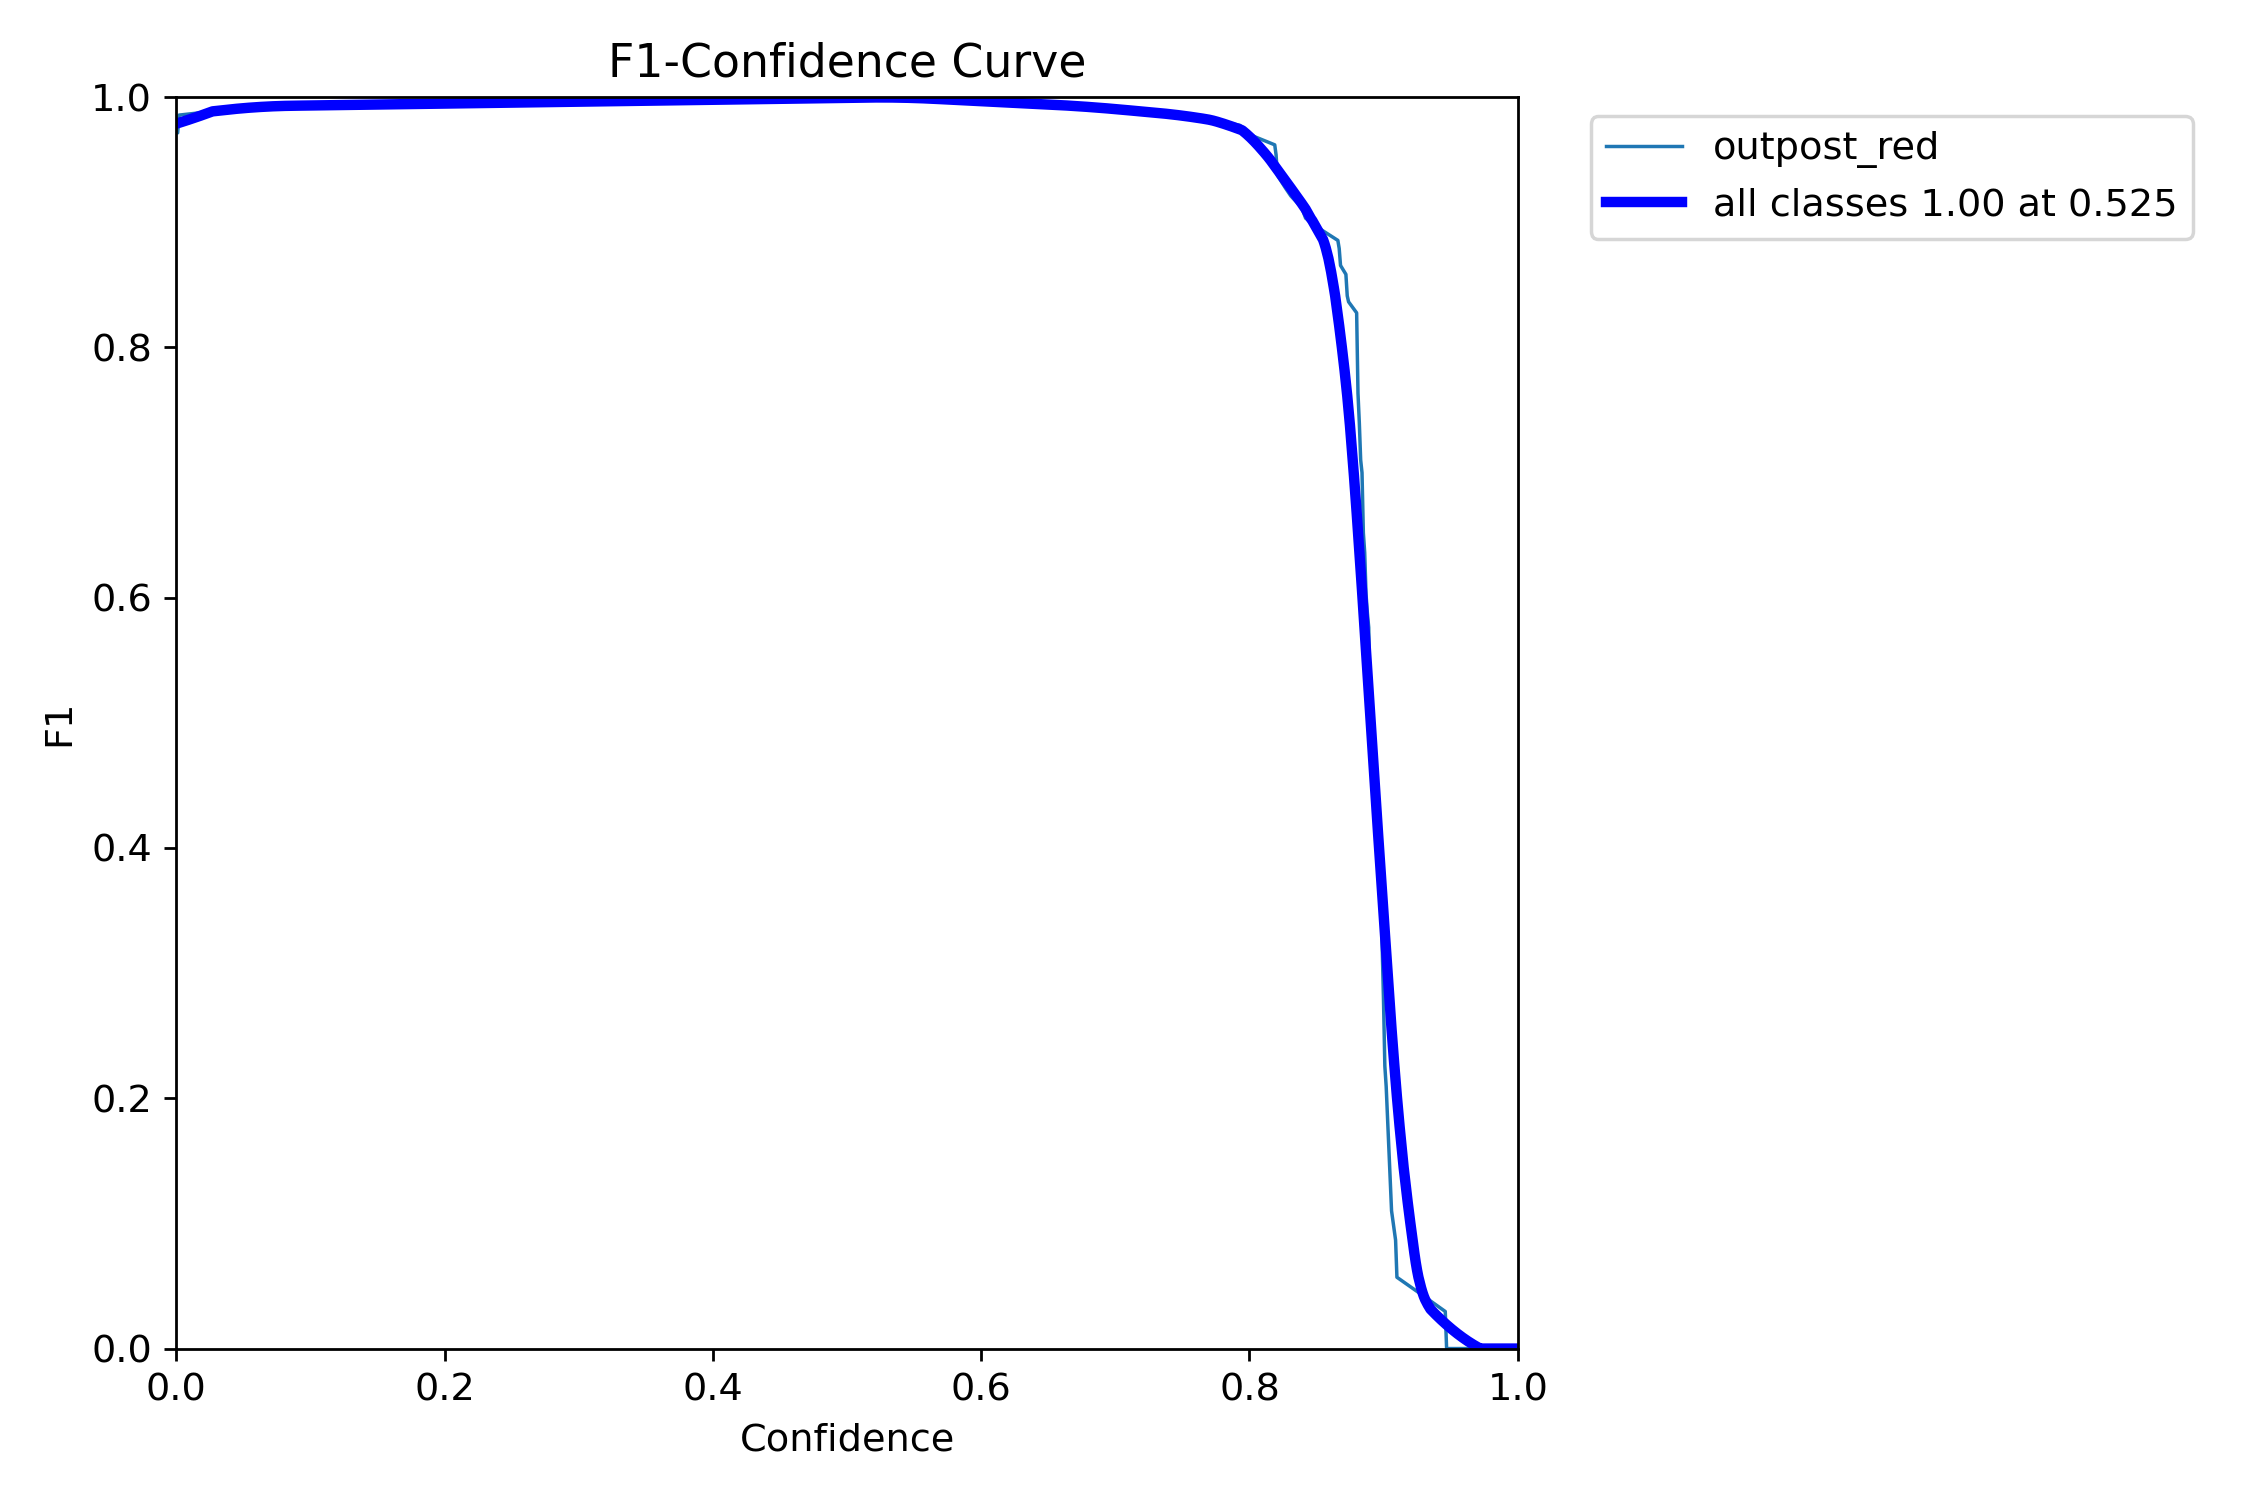 F1-Confidence Curve
1.0
0.8
0.6
0.4
0.2
0.0
F1
0.0 0.2 0.4 0.6 0.8 1.0
Confidence
outpost_red
all classes 1.00 at 0.525